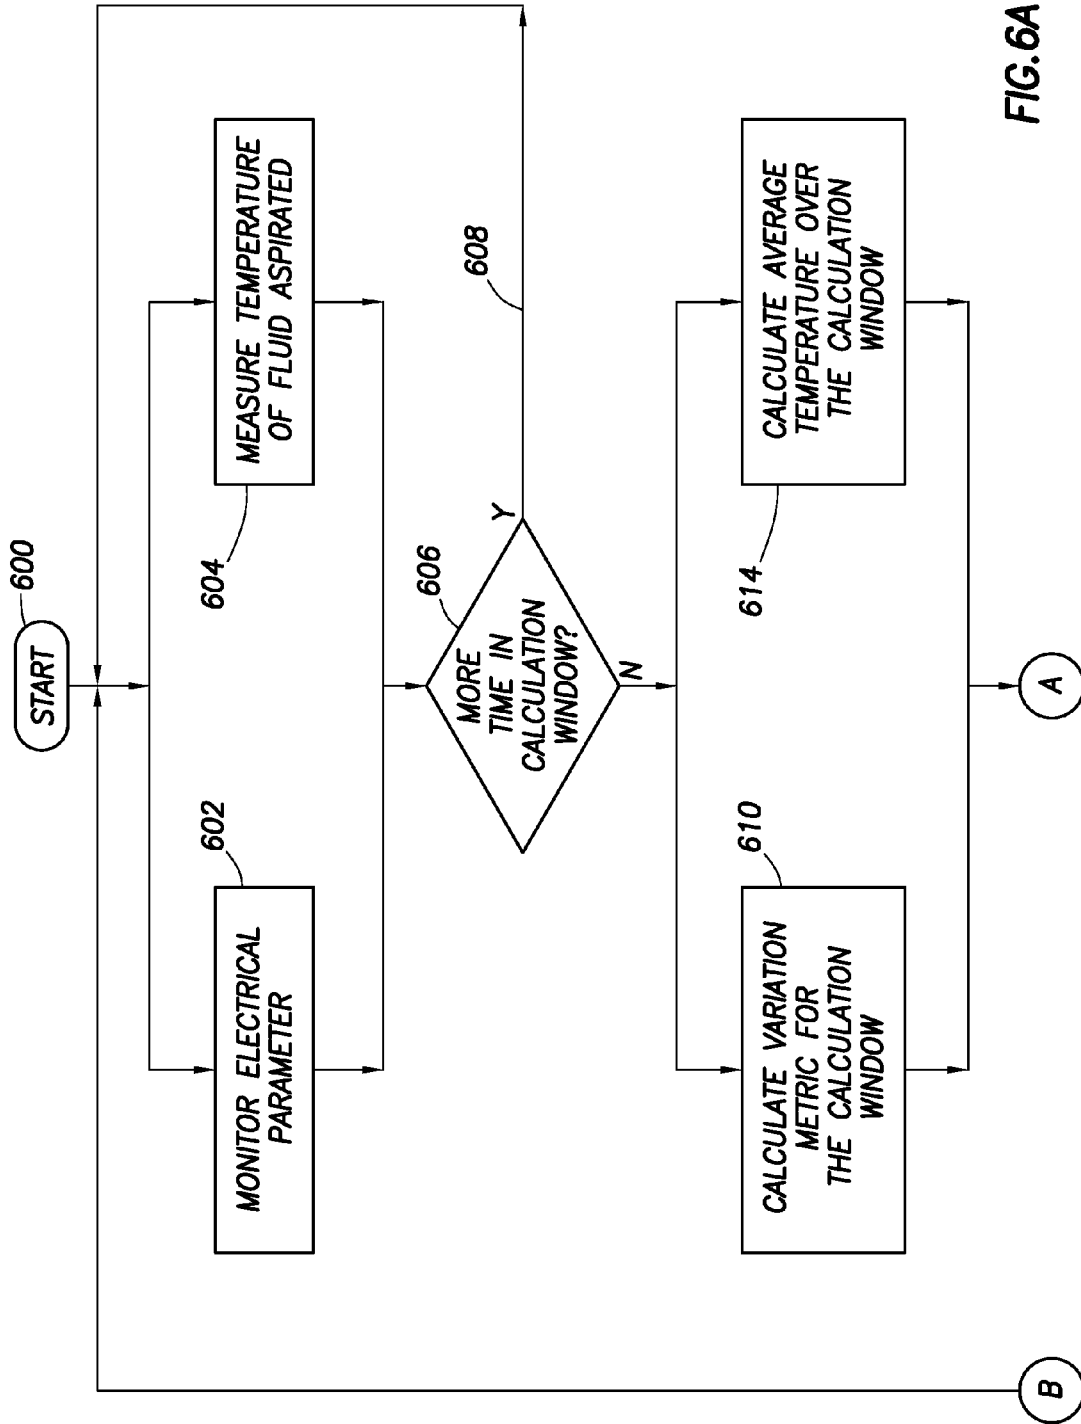 START
600
MONITOR ELECTRICAL
PARAMETER
602
MEASURE TEMPERATURE
OF FLUID ASPIRATED
604
MORE
TIME IN
CALCULATION
WINDOW?
606
Y
608
N
CALCULATE VARIATION
METRIC FOR
THE CALCULATION
WINDOW
610
CALCULATE AVERAGE
TEMPERATURE OVER
THE CALCULATION
WINDOW
614
B
A
FIG.6A